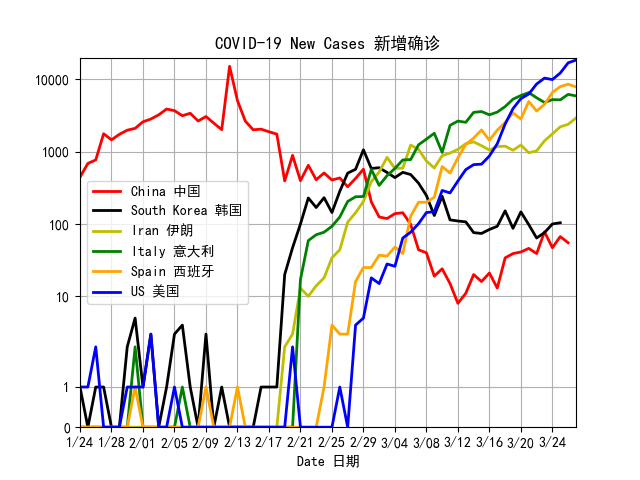 COVID-19 New Cases 新增确诊
10000
1000
100
10
1
0
China 中国
South Korea 韩国
Iran 伊朗
Italy 意大利
Spain 西班牙
US 美国
1/24 1/28 2/01 2/05 2/09 2/13 2/17 2/21 2/25 2/29 3/04 3/08 3/12 3/16 3/20 3/24
Date 日期